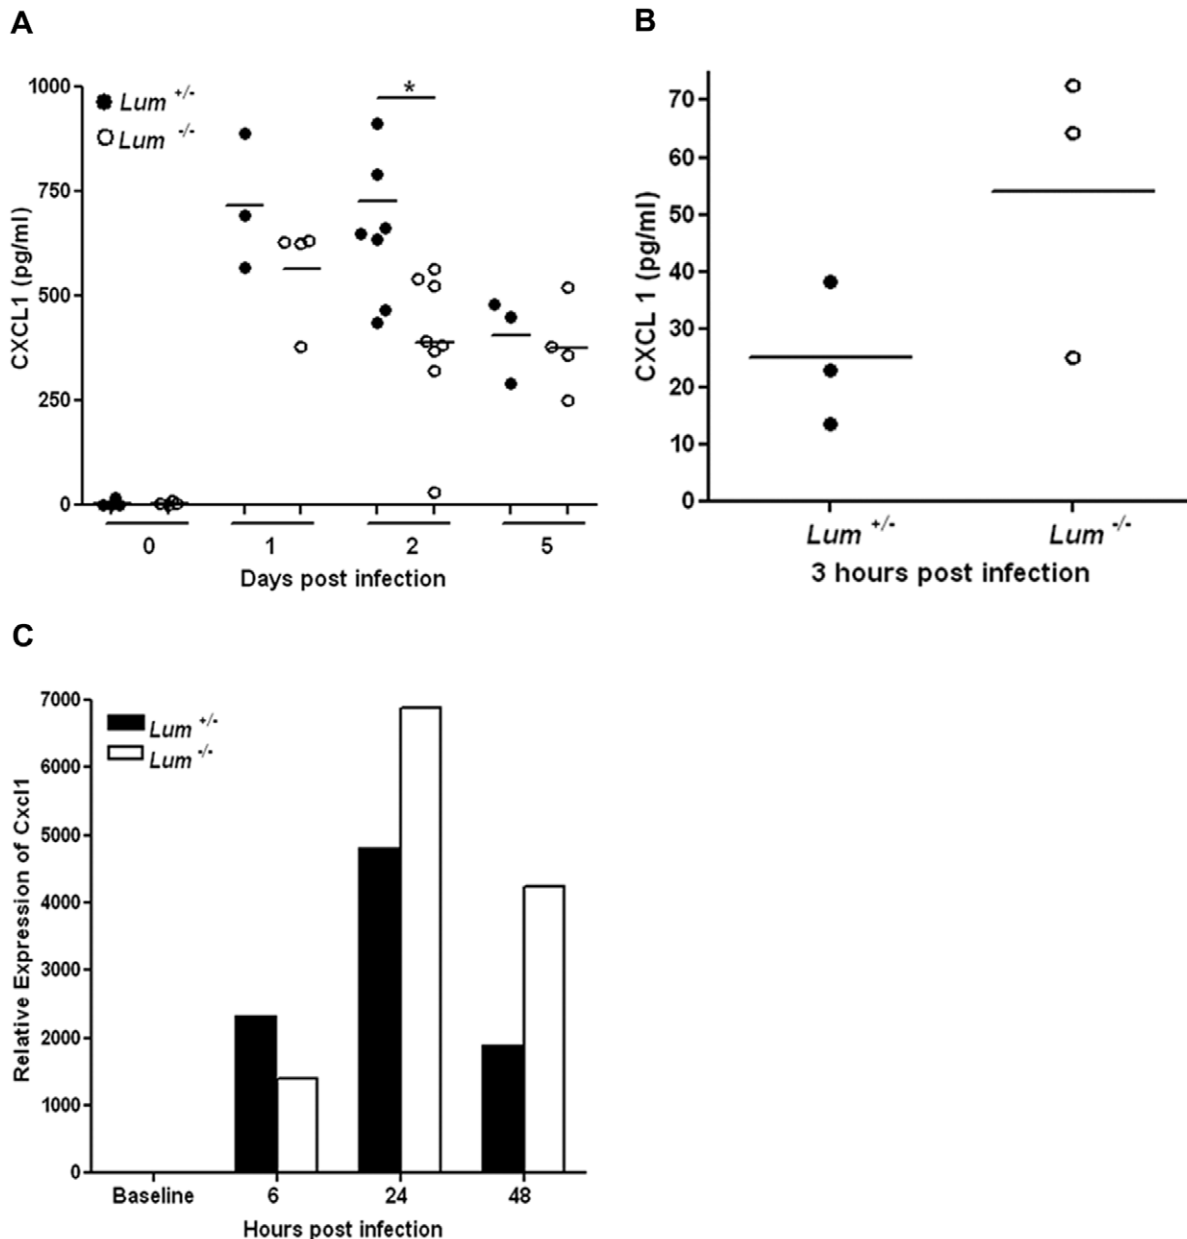 A
CXCL1 (pg/ml)
1000
750
500
250
0
Lum +/-
Lum -/-
*
0 1 2 5
Days post infection
B
CXCL 1 (pg/ml)
70
60
50
40
30
20
10
0
Lum +/- Lum -/-
3 hours post infection
C
Relative Expression of Cxcl1
7000
6000
5000
4000
3000
2000
1000
0
Lum +/-
Lum -/-
Baseline 6 24 48
Hours post infection